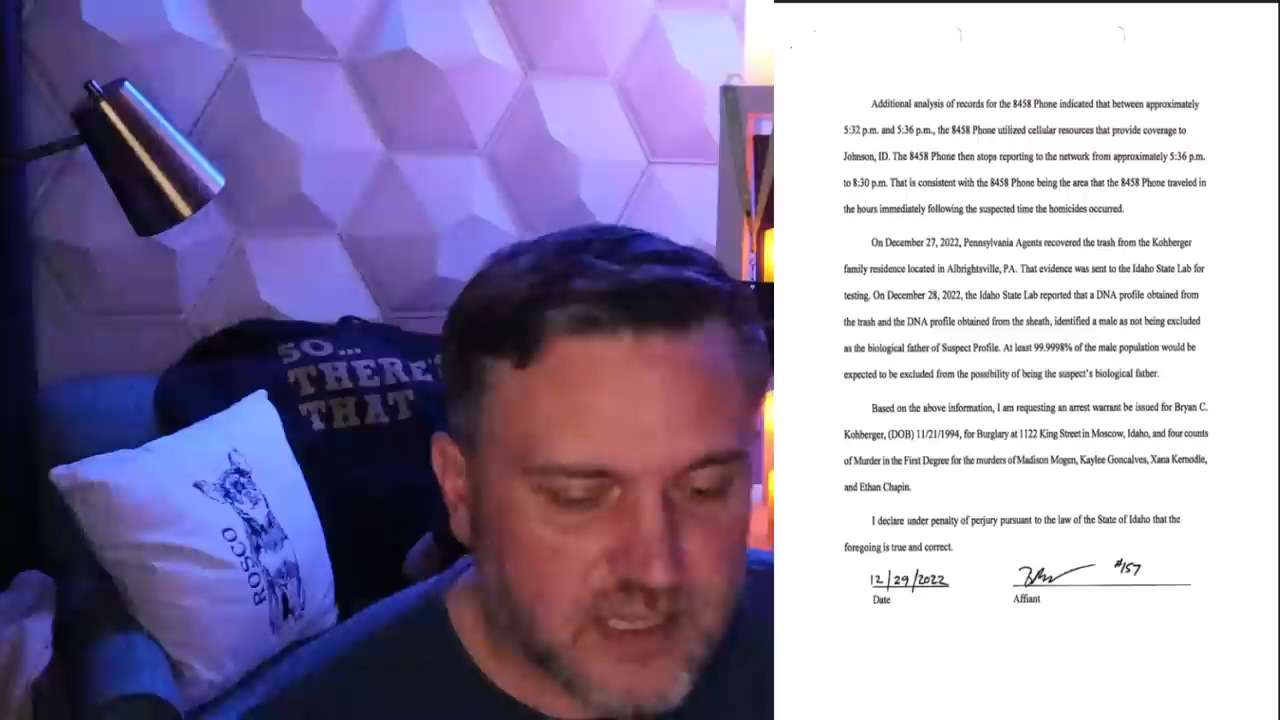 SO...
THERE'S
THAT
ROSCO
Additional analysis of records for the 8458 Phone indicated that between approximately
5:32 p.m. and 5:36 p.m., the 8458 Phone utilized cellular resources that provide coverage to
Johnson, ID. The 8458 Phone then stops reporting to the network from approximately 5:36 p.m.
to 8:30 p.m. That is consistent with the 8458 Phone being the area that the 8458 Phone traveled in
the hours immediately following the suspected time the homicides occurred.
On December 27, 2022, Pennsylvania Agents recovered the trash from the Kohberger
family residence located in Albrightsville, PA. That evidence was sent to the Idaho State Lab for
testing. On December 28, 2022, the Idaho State Lab reported that a DNA profile obtained from
the trash and the DNA profile obtained from the sheath, identified a male as not being excluded
as the biological father of Suspect Profile. At least 99.9998% of the male population would be
expected to be excluded from the possibility of being the suspect's biological father.
Based on the above information, I am requesting an arrest warrant be issued for Bryan C.
Kohberger, (DOB) 11/21/1994, for Burglary at 1122 King Street in Moscow, Idaho, and four counts
of Murder in the First Degree for the murders of Madison Mogen, Kaylee Goncalves, Xana Kernodle,
and Ethan Chapin.
I declare under penalty of perjury pursuant to the law of the State of Idaho that the
foregoing is true and correct.
12/29/2022 #157
Date Affiant